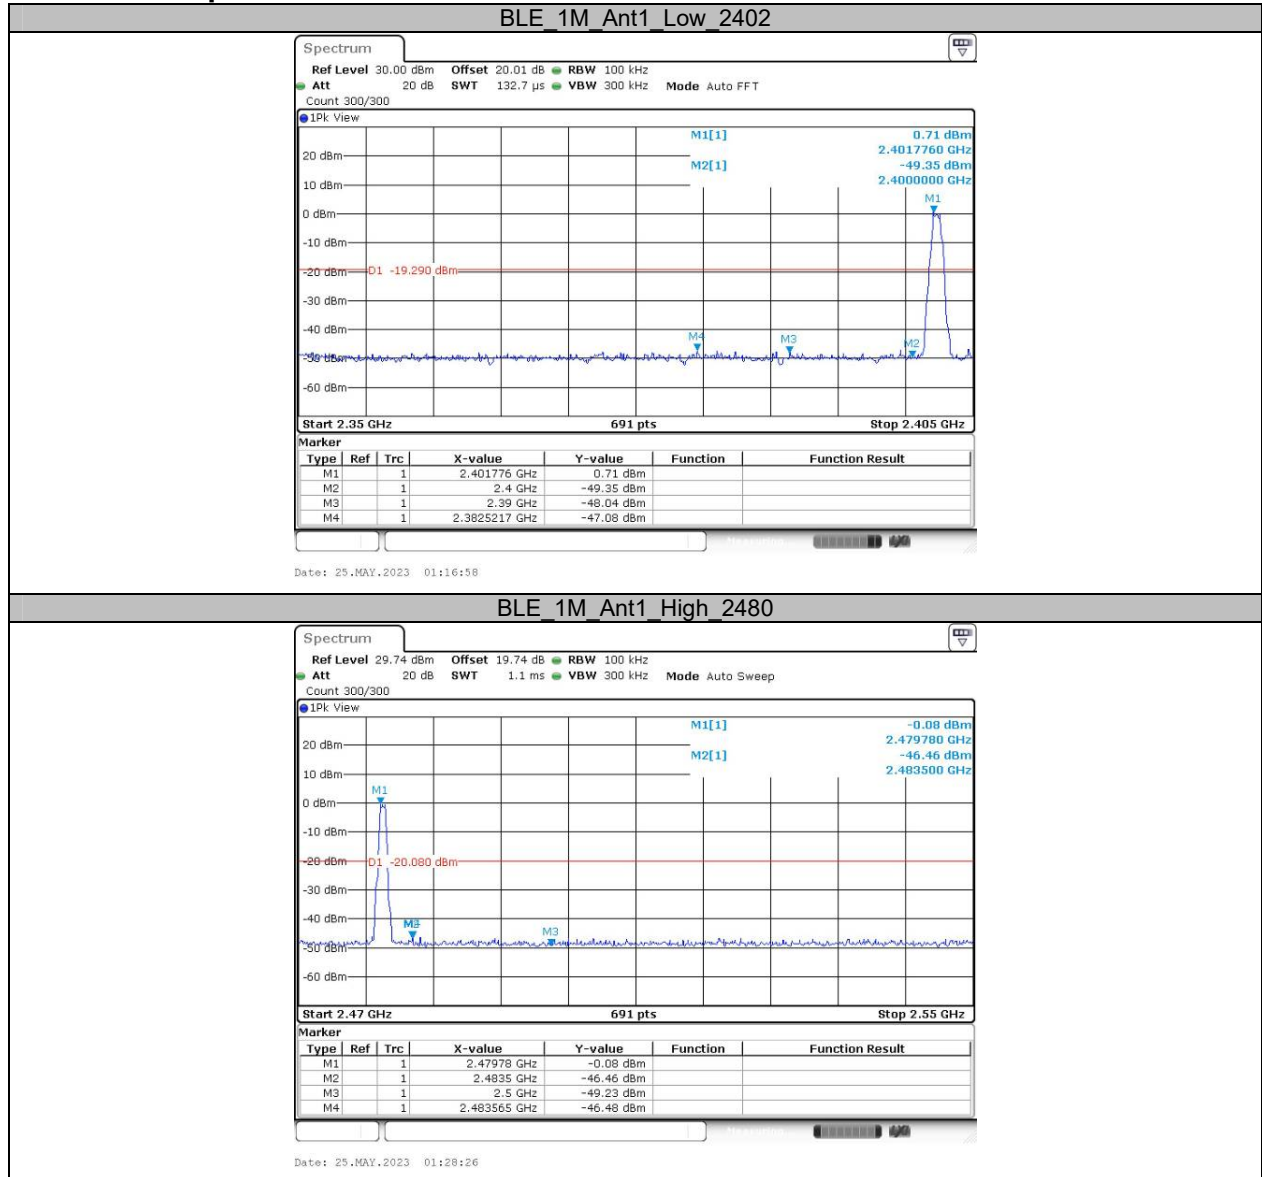 BLE_1M_Ant1_Low_2402
Spectrum
Ref Level 30.00 dBm Offset 20.01 dB RBW 100 kHz
Att 20 dB SWT 132.7 µs VBW 300 kHz Mode Auto FFT
Count 300/300
1Pk View
M1[1] 0.71 dBm
2.4017760 GHz
20 dBm
M2[1] -49.35 dBm
2.4000000 GHz
10 dBm
M1
0 dBm
-10 dBm
-20 dBm D1 -19.290 dBm
-30 dBm
-40 dBm
M4 M3 M2
-50 dBm
-60 dBm
Start 2.35 GHz 691 pts Stop 2.405 GHz
Marker
Type Ref Trc X-value Y-value Function Function Result
M1 1 2.401776 GHz 0.71 dBm
M2 1 2.4 GHz -49.35 dBm
M3 1 2.39 GHz -48.04 dBm
M4 1 2.3825217 GHz -47.08 dBm
Date: 25.MAY.2023 01:16:58
BLE_1M_Ant1_High_2480
Spectrum
Ref Level 29.74 dBm Offset 19.74 dB RBW 100 kHz
Att 20 dB SWT 1.1 ms VBW 300 kHz Mode Auto Sweep
Count 300/300
1Pk View
M1[1] -0.08 dBm
2.479780 GHz
20 dBm
M2[1] -46.46 dBm
2.483500 GHz
10 dBm
M1
0 dBm
-10 dBm
-20 dBm D1 -20.080 dBm
-30 dBm
-40 dBm
M3
-50 dBm
-60 dBm
Start 2.47 GHz 691 pts Stop 2.55 GHz
Marker
Type Ref Trc X-value Y-value Function Function Result
M1 1 2.47978 GHz -0.08 dBm
M2 1 2.4835 GHz -46.46 dBm
M3 1 2.5 GHz -49.23 dBm
M4 1 2.483565 GHz -46.48 dBm
Date: 25.MAY.2023 01:28:26